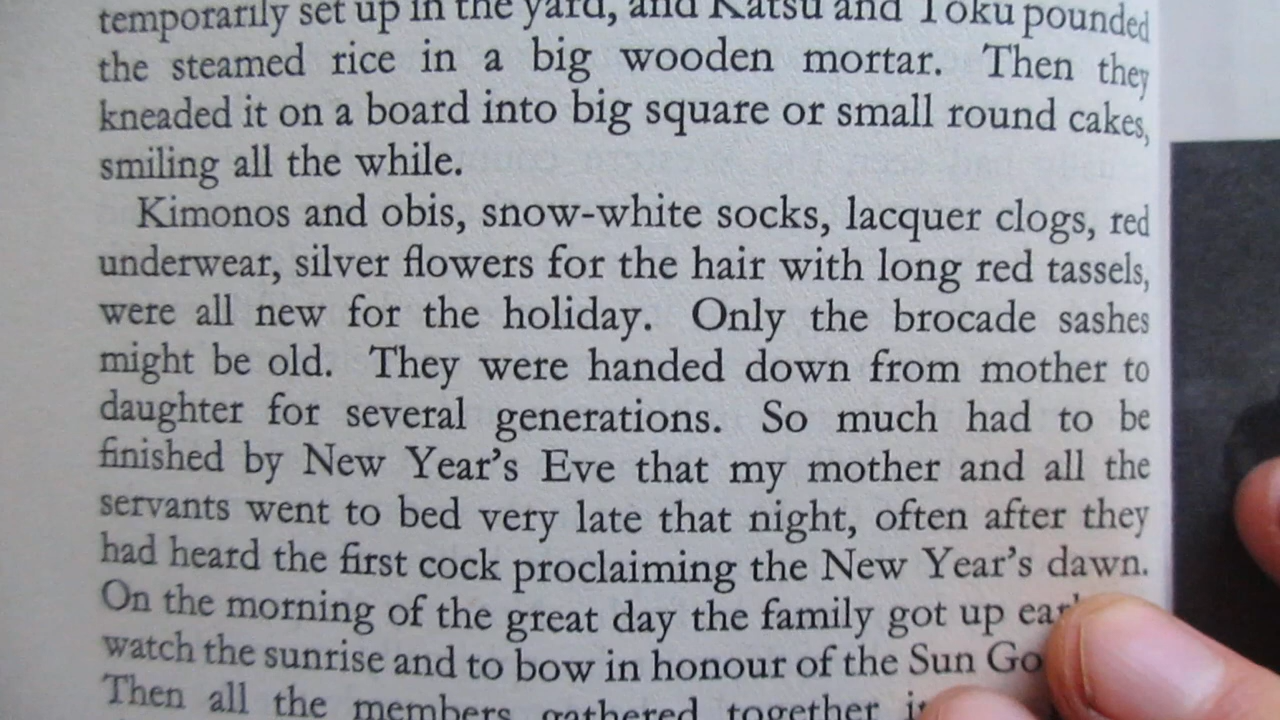 temporarily set up in the yard, and Katsu and Toku pounded
the steamed rice in a big wooden mortar. Then they
kneaded it on a board into big square or small round cakes,
smiling all the while.
Kimonos and obis, snow-white socks, lacquer clogs, red
underwear, silver flowers for the hair with long red tassels,
were all new for the holiday. Only the brocade sashes
might be old. They were handed down from mother to
daughter for several generations. So much had to be
finished by New Year's Eve that my mother and all the
servants went to bed very late that night, often after they
had heard the first cock proclaiming the New Year's dawn.
On the morning of the great day the family got up
watch the sunrise and to bow in honour of the Sun
Then all the members gathered together